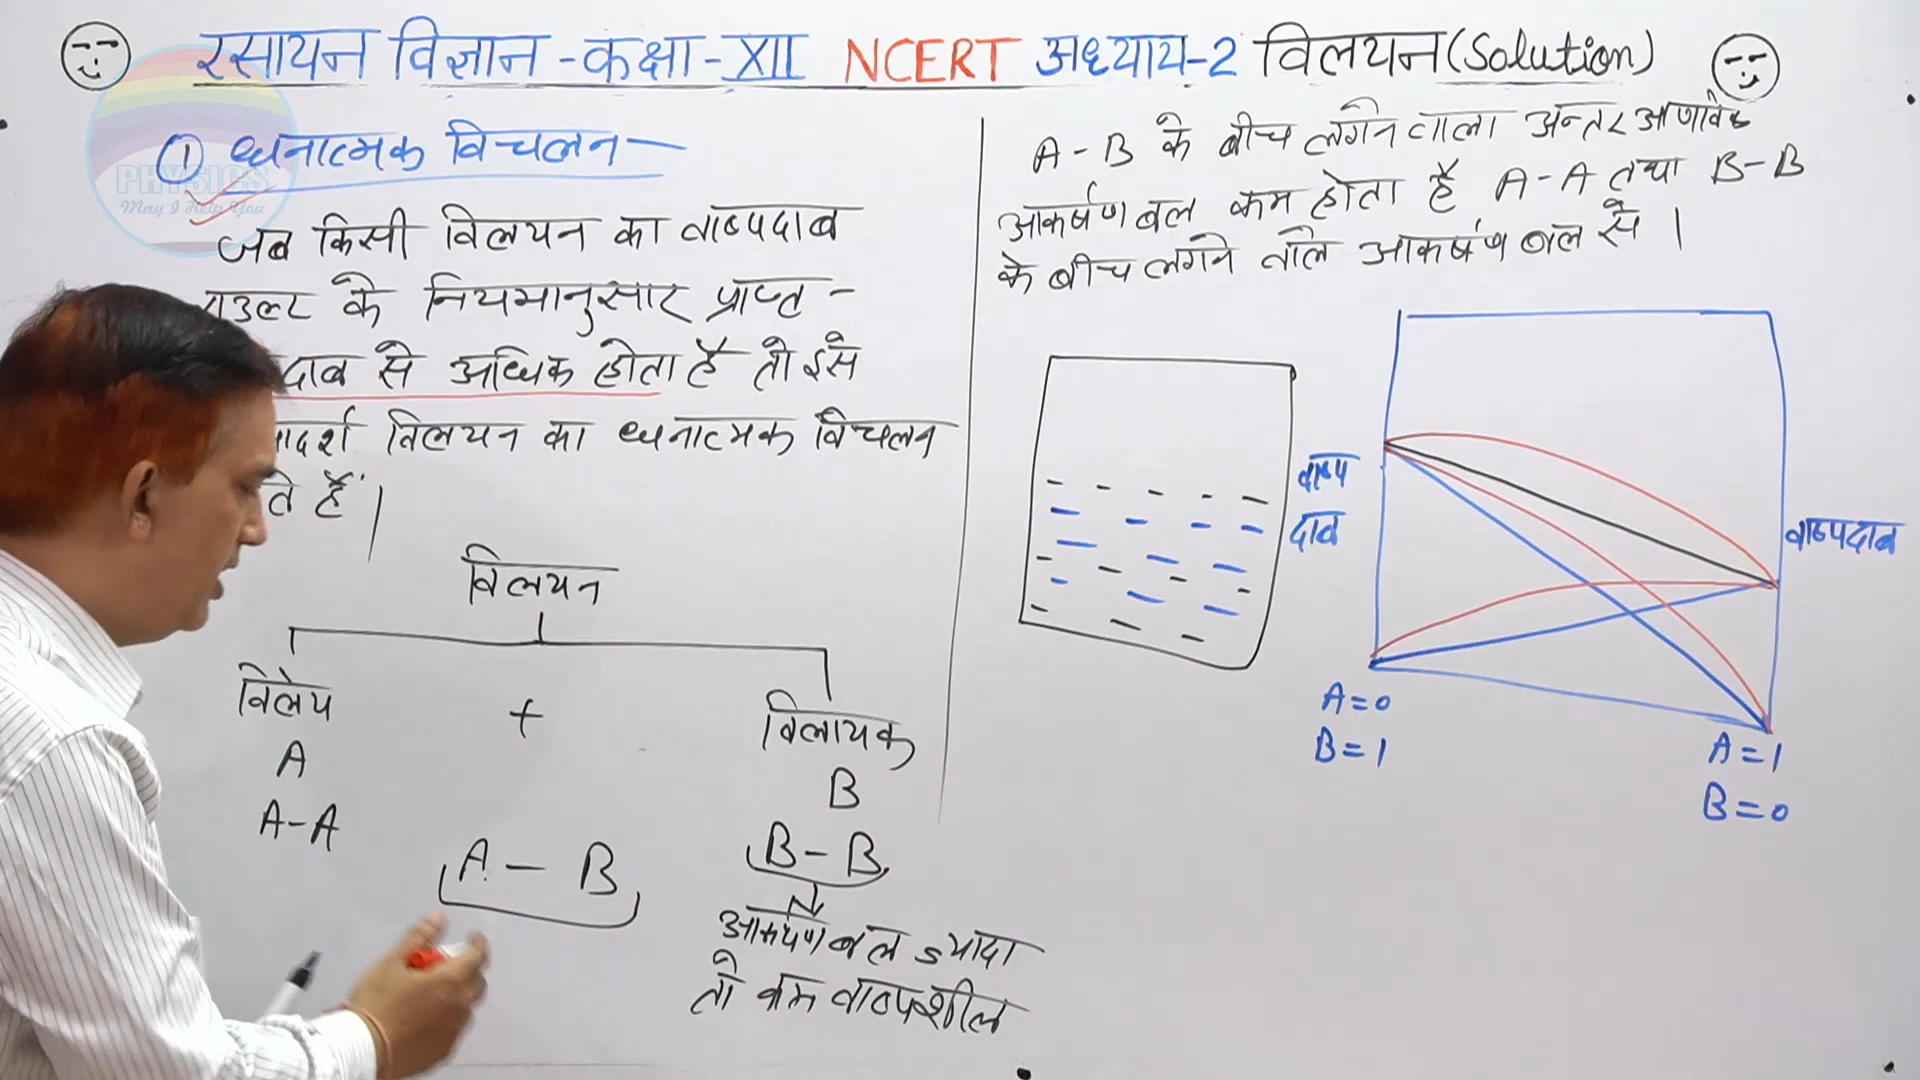 रसायन विज्ञान - कक्षा - XII NCERT अध्याय-2 विलयन (Solution)
① धनात्मक विचलन -
PHYSICS
May I Help You
जब किसी विलयन का वाष्पदाब
के नियमानुसार प्राप्त -
दाब से अधिक होता है तो इसे
विलयन का धनात्मक विचलन
हैं।
विलयन
विलेय + विलायक
A B
A-A B-B
A - B
आकर्षण बल ज्यादा
तो कम वाष्पशील
A-B के बीच लगने वाला अन्तर आणविक
आकर्षण बल कम होता है A-A तथा B-B
के बीच लगने वाले आकर्षण बल से।
वाष्प
दाब
वाष्पदाब
A=0
B=1
A=1
B=0